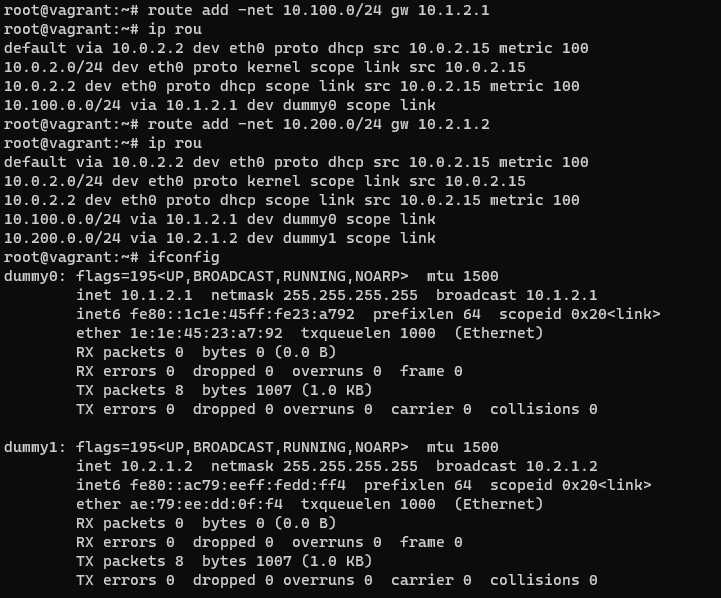 root@vagrant:~# route add -net 10.100.0/24 gw 10.1.2.1
root@vagrant:~# ip rou
default via 10.0.2.2 dev eth0 proto dhcp src 10.0.2.15 metric 100
10.0.2.0/24 dev eth0 proto kernel scope link src 10.0.2.15
10.0.2.2 dev eth0 proto dhcp scope link src 10.0.2.15 metric 100
10.100.0.0/24 via 10.1.2.1 dev dummy0 scope link
root@vagrant:~# route add -net 10.200.0/24 gw 10.2.1.2
root@vagrant:~# ip rou
default via 10.0.2.2 dev eth0 proto dhcp src 10.0.2.15 metric 100
10.0.2.0/24 dev eth0 proto kernel scope link src 10.0.2.15
10.0.2.2 dev eth0 proto dhcp scope link src 10.0.2.15 metric 100
10.100.0.0/24 via 10.1.2.1 dev dummy0 scope link
10.200.0.0/24 via 10.2.1.2 dev dummy1 scope link
root@vagrant:~# ifconfig
dummy0: flags=195<UP,BROADCAST,RUNNING,NOARP>  mtu 1500
        inet 10.1.2.1  netmask 255.255.255.255  broadcast 10.1.2.1
        inet6 fe80::1c1e:45ff:fe23:a792  prefixlen 64  scopeid 0x20<link>
        ether 1e:1e:45:23:a7:92  txqueuelen 1000  (Ethernet)
        RX packets 0  bytes 0 (0.0 B)
        RX errors 0  dropped 0  overruns 0  frame 0
        TX packets 8  bytes 1007 (1.0 KB)
        TX errors 0  dropped 0 overruns 0  carrier 0  collisions 0

dummy1: flags=195<UP,BROADCAST,RUNNING,NOARP>  mtu 1500
        inet 10.2.1.2  netmask 255.255.255.255  broadcast 10.2.1.2
        inet6 fe80::ac79:eeff:fedd:ff4  prefixlen 64  scopeid 0x20<link>
        ether ae:79:ee:dd:0f:f4  txqueuelen 1000  (Ethernet)
        RX packets 0  bytes 0 (0.0 B)
        RX errors 0  dropped 0  overruns 0  frame 0
        TX packets 8  bytes 1007 (1.0 KB)
        TX errors 0  dropped 0 overruns 0  carrier 0  collisions 0